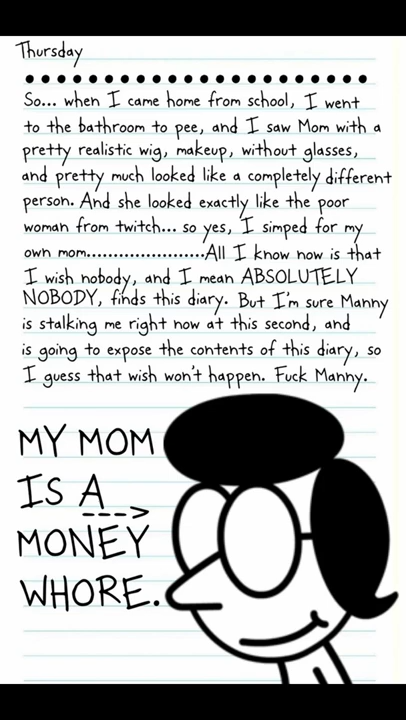 Thursday
So... when I came home from school, I went
to the bathroom to pee, and I saw Mom with a
pretty realistic wig, makeup, without glasses,
and pretty much looked like a completely different
person. And she looked exactly like the poor
woman from twitch... so yes, I simped for my
own mom......................All I know now is that
I wish nobody, and I mean ABSOLUTELY
NOBODY, finds this diary. But I'm sure Manny
is stalking me right now at this second, and
is going to expose the contents of this diary, so
I guess that wish won't happen. Fuck Manny.
MY MOM
IS A
MONEY
WHORE.